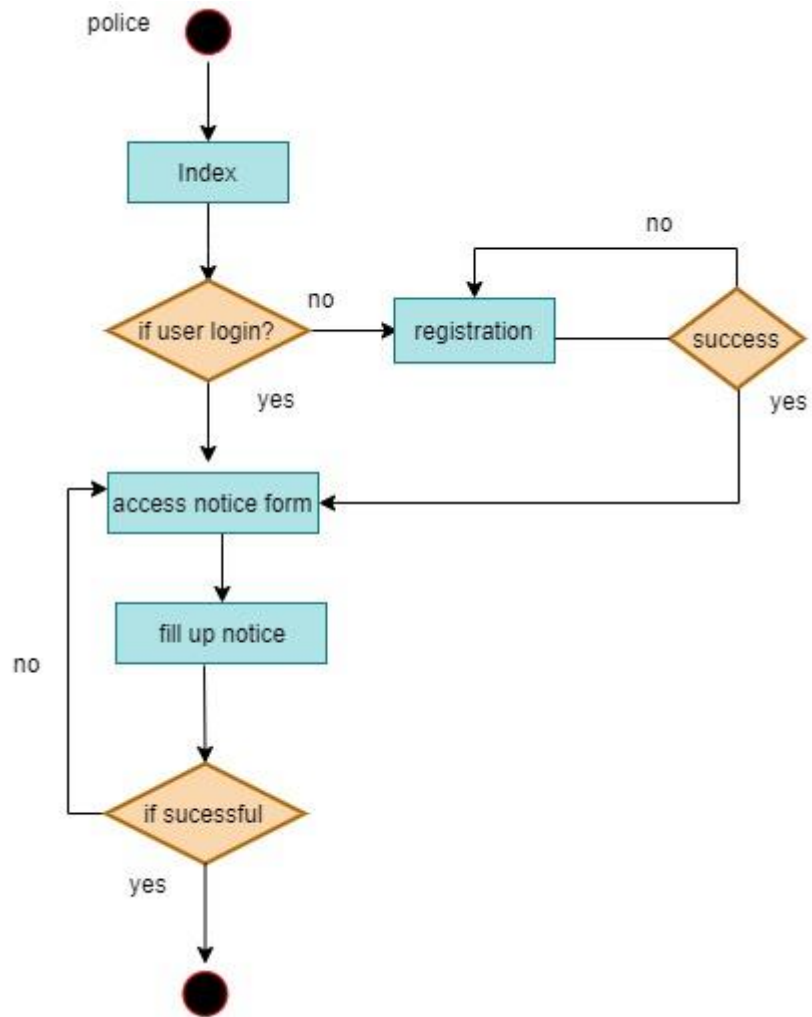 police
Index
no
if user login?
no
registration
success
yes
yes
access notice form
fill up notice
no
if sucessful
yes